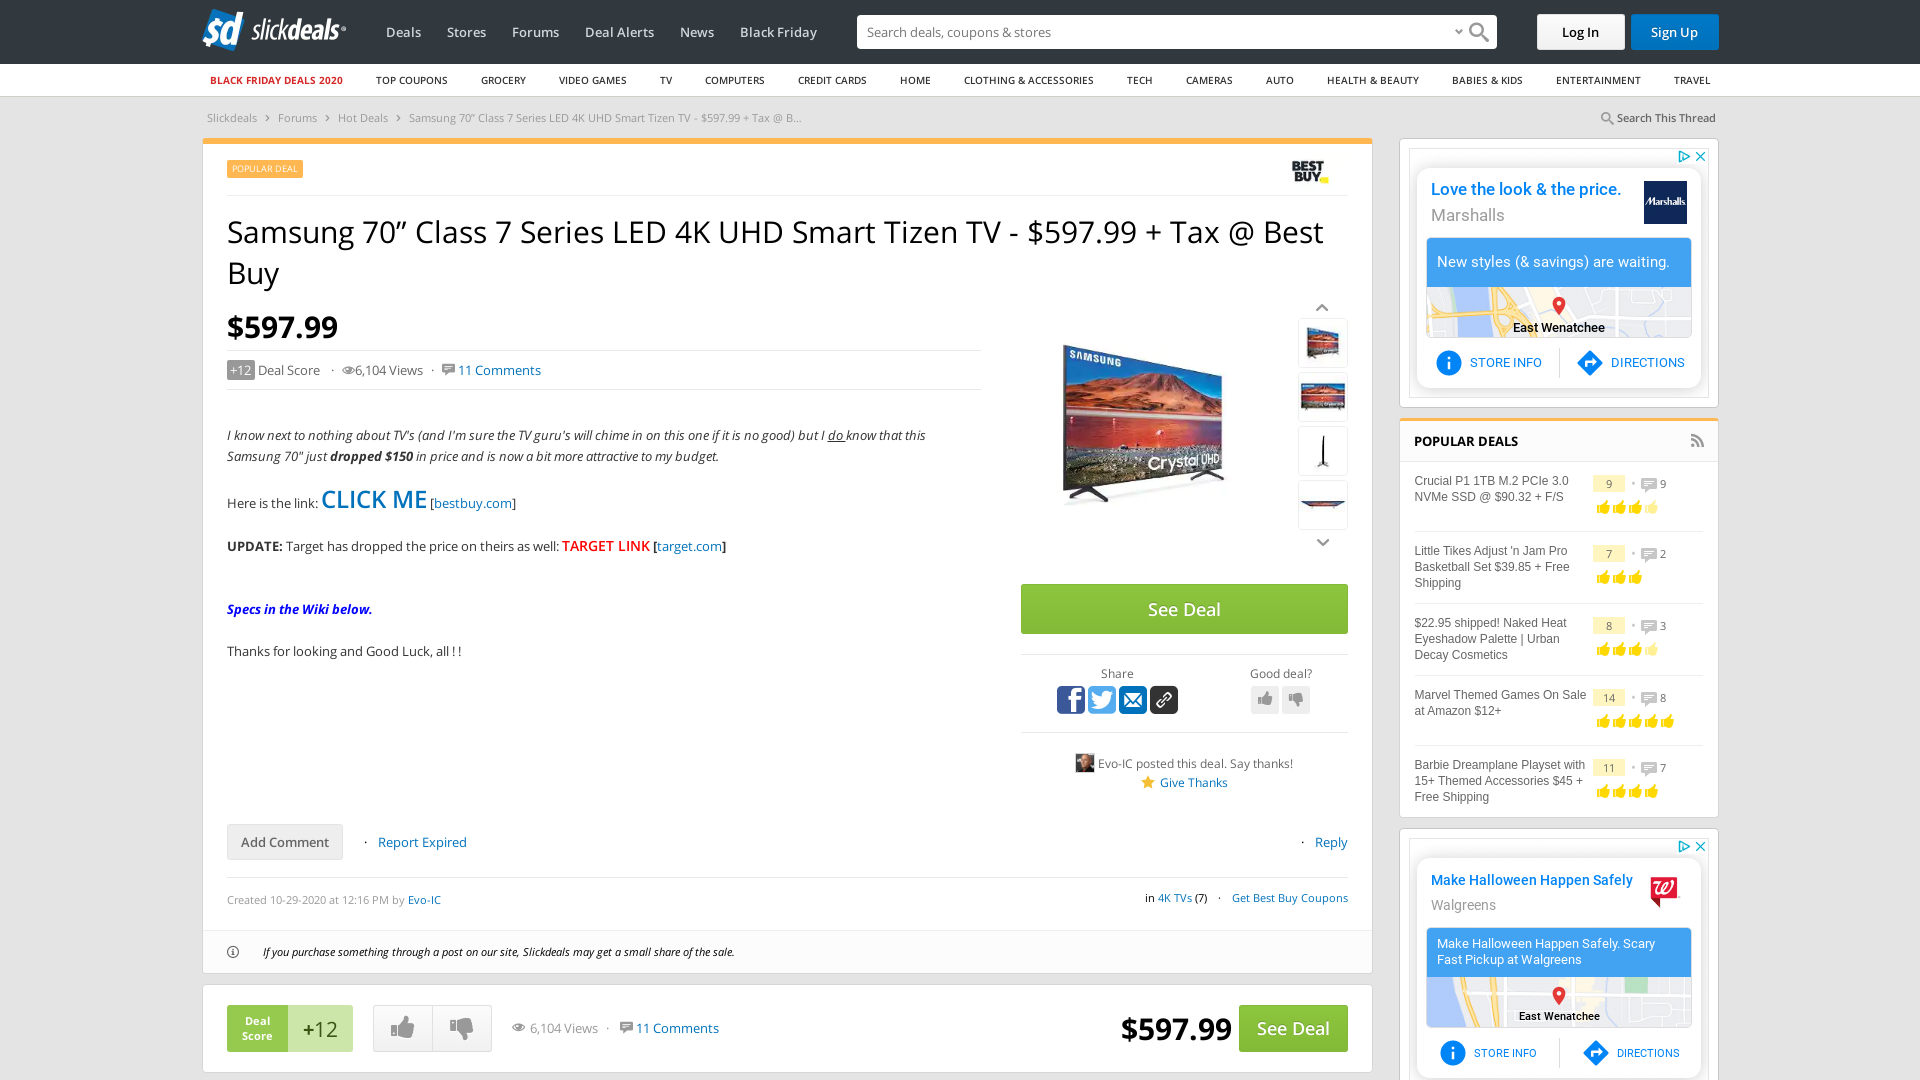 slickdeals
Deals
Stores
Forums
Deal Alerts
News
Black Friday
Search deals, coupons & stores
Log In
Sign Up
BLACK FRIDAY DEALS 2020
TOP COUPONS
GROCERY
VIDEO GAMES
TV
COMPUTERS
CREDIT CARDS
HOME
CLOTHING & ACCESSORIES
TECH
CAMERAS
AUTO
HEALTH & BEAUTY
BABIES & KIDS
ENTERTAINMENT
TRAVEL
Slickdeals > Forums > Hot Deals > Samsung 70” Class 7 Series LED 4K UHD Smart Tizen TV - $597.99 + Tax @ B...
Search This Thread
POPULAR DEAL
BEST
BUY
Samsung 70” Class 7 Series LED 4K UHD Smart Tizen TV - $597.99 + Tax @ Best
Buy
$597.99
+12 Deal Score · 6,104 Views · 11 Comments
I know next to nothing about TV's (and I'm sure the TV guru's will chime in on this one if it is no good) but I do know that this
Samsung 70" just dropped $150 in price and is now a bit more attractive to my budget.
Here is the link: CLICK ME [bestbuy.com]
UPDATE: Target has dropped the price on theirs as well: TARGET LINK [target.com]
Specs in the Wiki below.
Thanks for looking and Good Luck, all ! !
SAMSUNG
Crystal UHD
See Deal
Share
Good deal?
Evo-IC posted this deal. Say thanks!
Give Thanks
Add Comment
· Report Expired
· Reply
Created 10-29-2020 at 12:16 PM by Evo-IC
in 4K TVs (7) · Get Best Buy Coupons
If you purchase something through a post on our site, Slickdeals may get a small share of the sale.
Deal
Score
+12
6,104 Views · 11 Comments
$597.99
See Deal
Love the look & the price.
Marshalls
Marshalls
New styles (& savings) are waiting.
East Wenatchee
STORE INFO
DIRECTIONS
POPULAR DEALS
Crucial P1 1TB M.2 PCIe 3.0
NVMe SSD @ $90.32 + F/S
9 • 9
Little Tikes Adjust 'n Jam Pro
Basketball Set $39.85 + Free
Shipping
7 • 2
$22.95 shipped! Naked Heat
Eyeshadow Palette | Urban
Decay Cosmetics
8 • 3
Marvel Themed Games On Sale
at Amazon $12+
14 • 8
Barbie Dreamplane Playset with
15+ Themed Accessories $45 +
Free Shipping
11 • 7
Make Halloween Happen Safely
Walgreens
Make Halloween Happen Safely. Scary
Fast Pickup at Walgreens
East Wenatchee
STORE INFO
DIRECTIONS